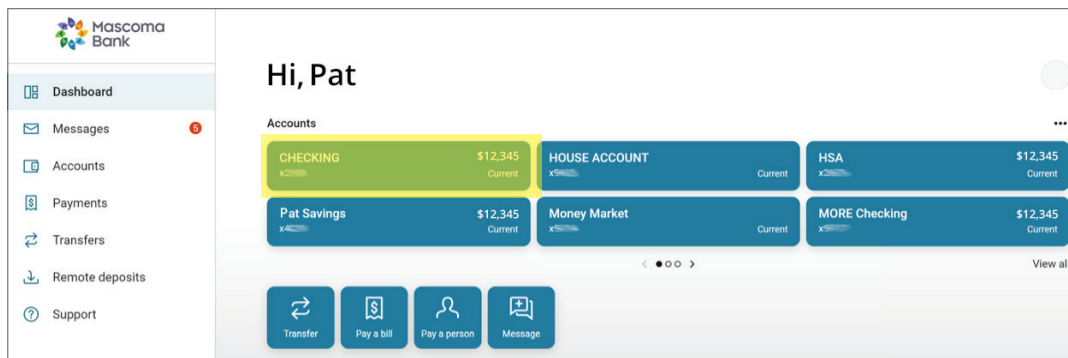 Mascoma
Bank
Dashboard
Messages 5
Accounts
Payments
Transfers
Remote deposits
Support
Hi, Pat
Accounts
CHECKING $12,345
Current
HOUSE ACCOUNT
Current
HSA $12,345
Current
Pat Savings $12,345
Current
Money Market
Current
MORE Checking $12,345
Current
View al
Transfer
Pay a bill
Pay a person
Message